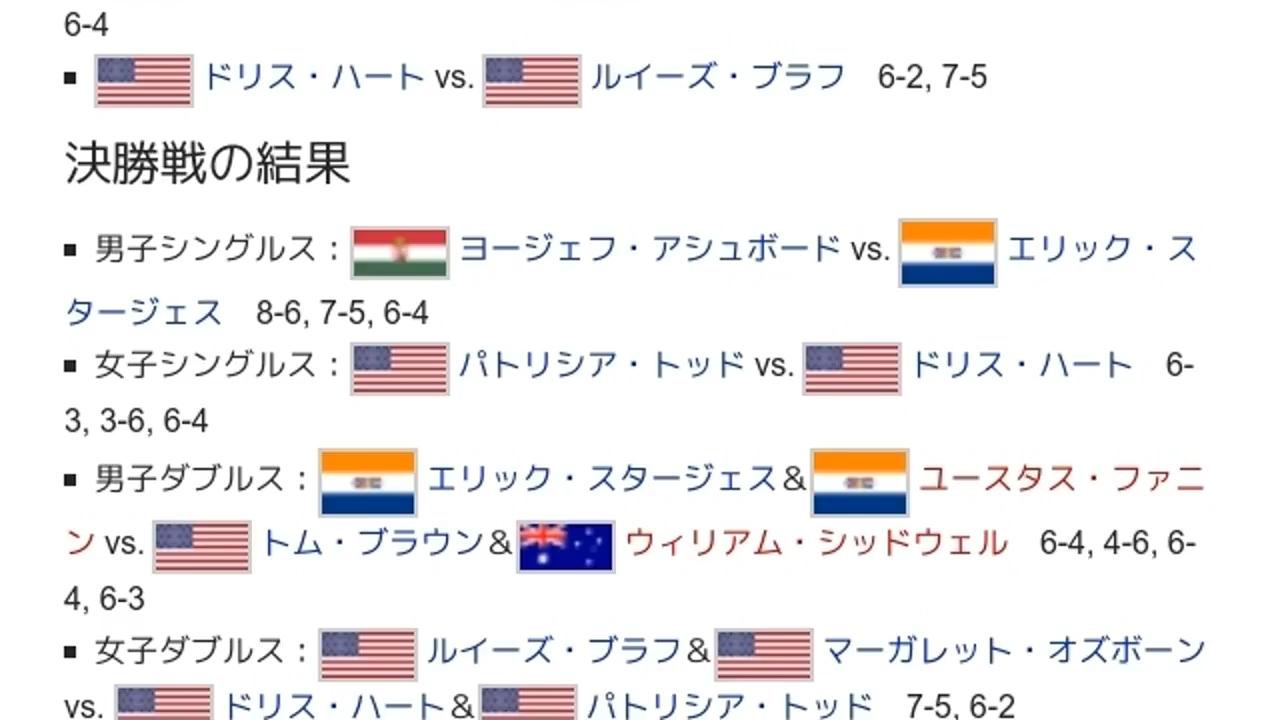 6-4
▪ ドリス・ハート vs. ルイーズ・ブラフ　6-2, 7-5
決勝戦の結果
▪ 男子シングルス： ヨージェフ・アシュボード vs. エリック・ス
タージェス　8-6, 7-5, 6-4
▪ 女子シングルス： パトリシア・トッド vs. ドリス・ハート　6-
3, 3-6, 6-4
▪ 男子ダブルス： エリック・スタージェス& ユースタス・ファニ
ン vs. トム・ブラウン& ウィリアム・シッドウェル　6-4, 4-6, 6-
4, 6-3
▪ 女子ダブルス： ルイーズ・ブラフ& マーガレット・オズボーン
vs. ドリス・ハート& パトリシア・トッド　7-5, 6-2